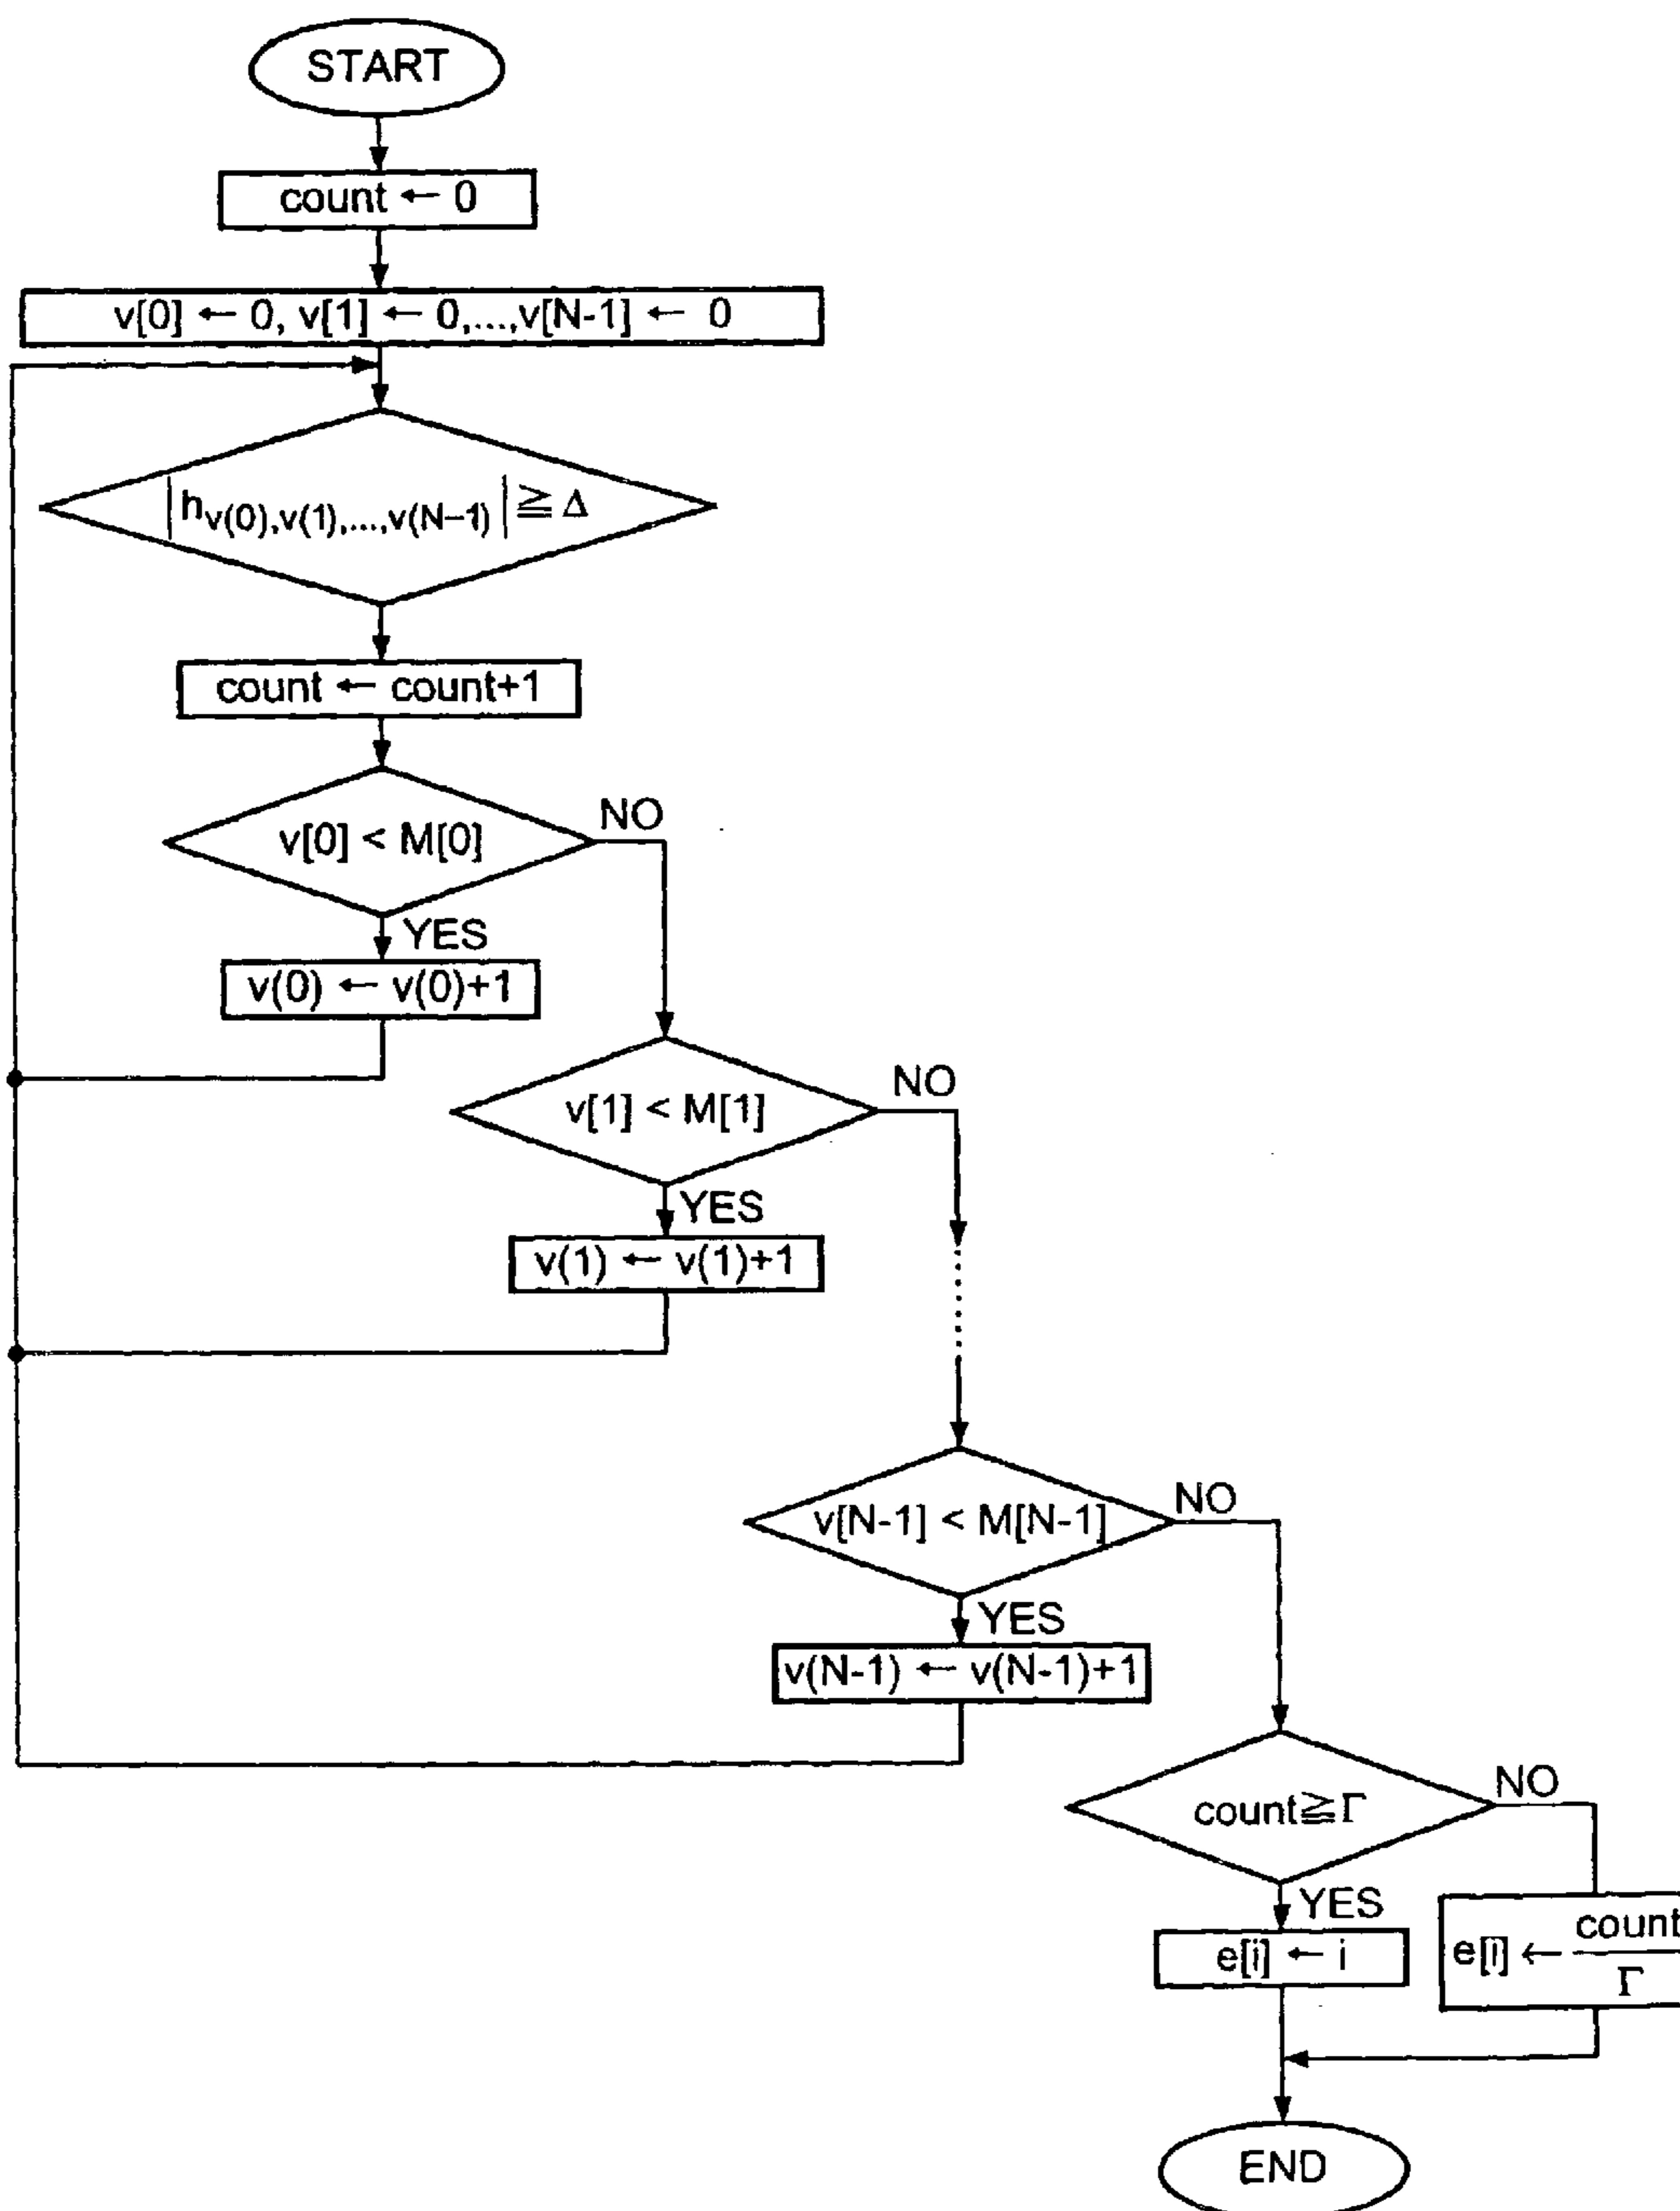 START
count ← 0
v[0] ← 0, v[1] ← 0,...,v[N-1] ← 0
|h_{v(0),v(1),...,v(N−1)}| ≧ Δ
count ← count+1
v[0] < M[0]
NO
YES
v(0) ← v(0)+1
v[1] < M[1]
NO
YES
v(1) ← v(1)+1
v[N-1] < M[N-1]
NO
YES
v(N-1) ← v(N-1)+1
count≧Γ
NO
YES
e[i] ← i
e[i] ← count
Γ
END